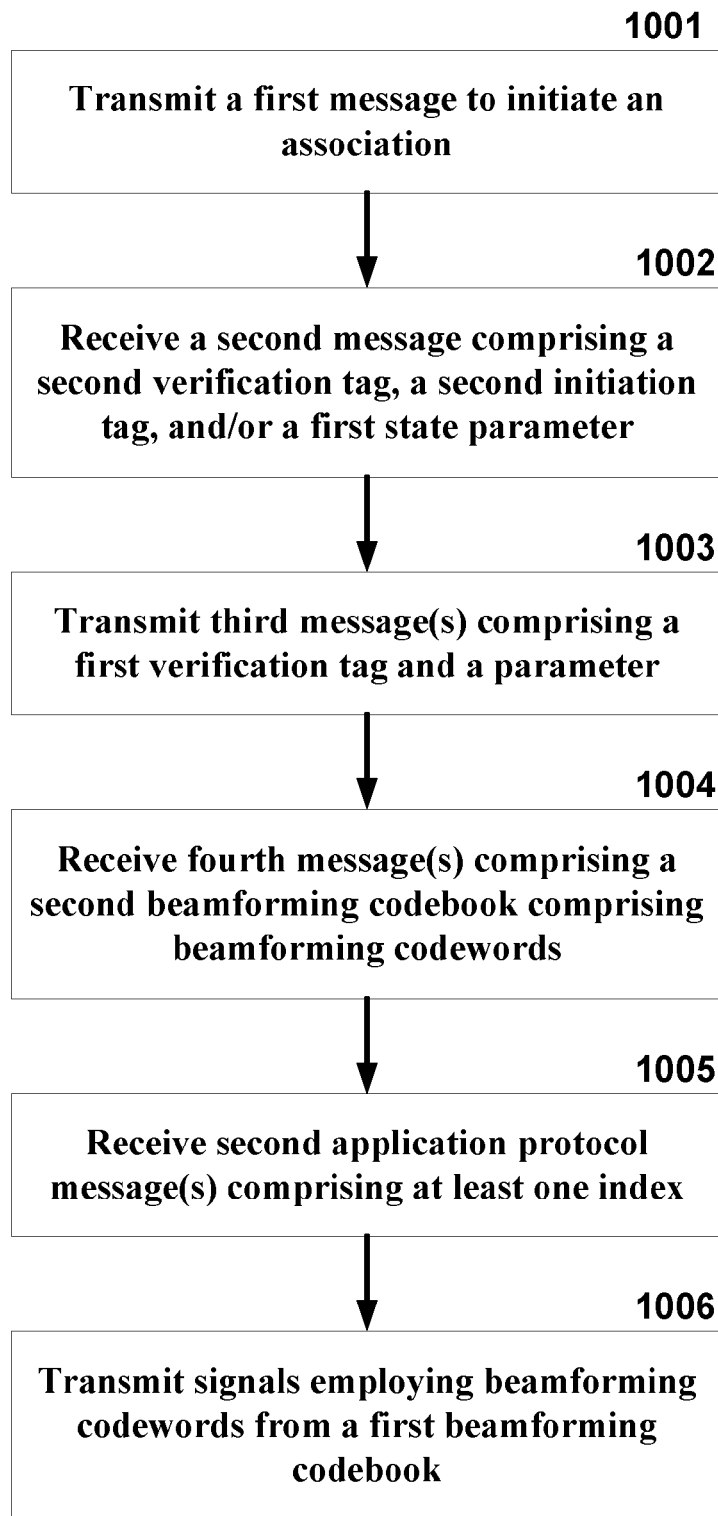 1001
Transmit a first message to initiate an
association
1002
Receive a second message comprising a
second verification tag, a second initiation
tag, and/or a first state parameter
1003
Transmit third message(s) comprising a
first verification tag and a parameter
1004
Receive fourth message(s) comprising a
second beamforming codebook comprising
beamforming codewords
1005
Receive second application protocol
message(s) comprising at least one index
1006
Transmit signals employing beamforming
codewords from a first beamforming
codebook